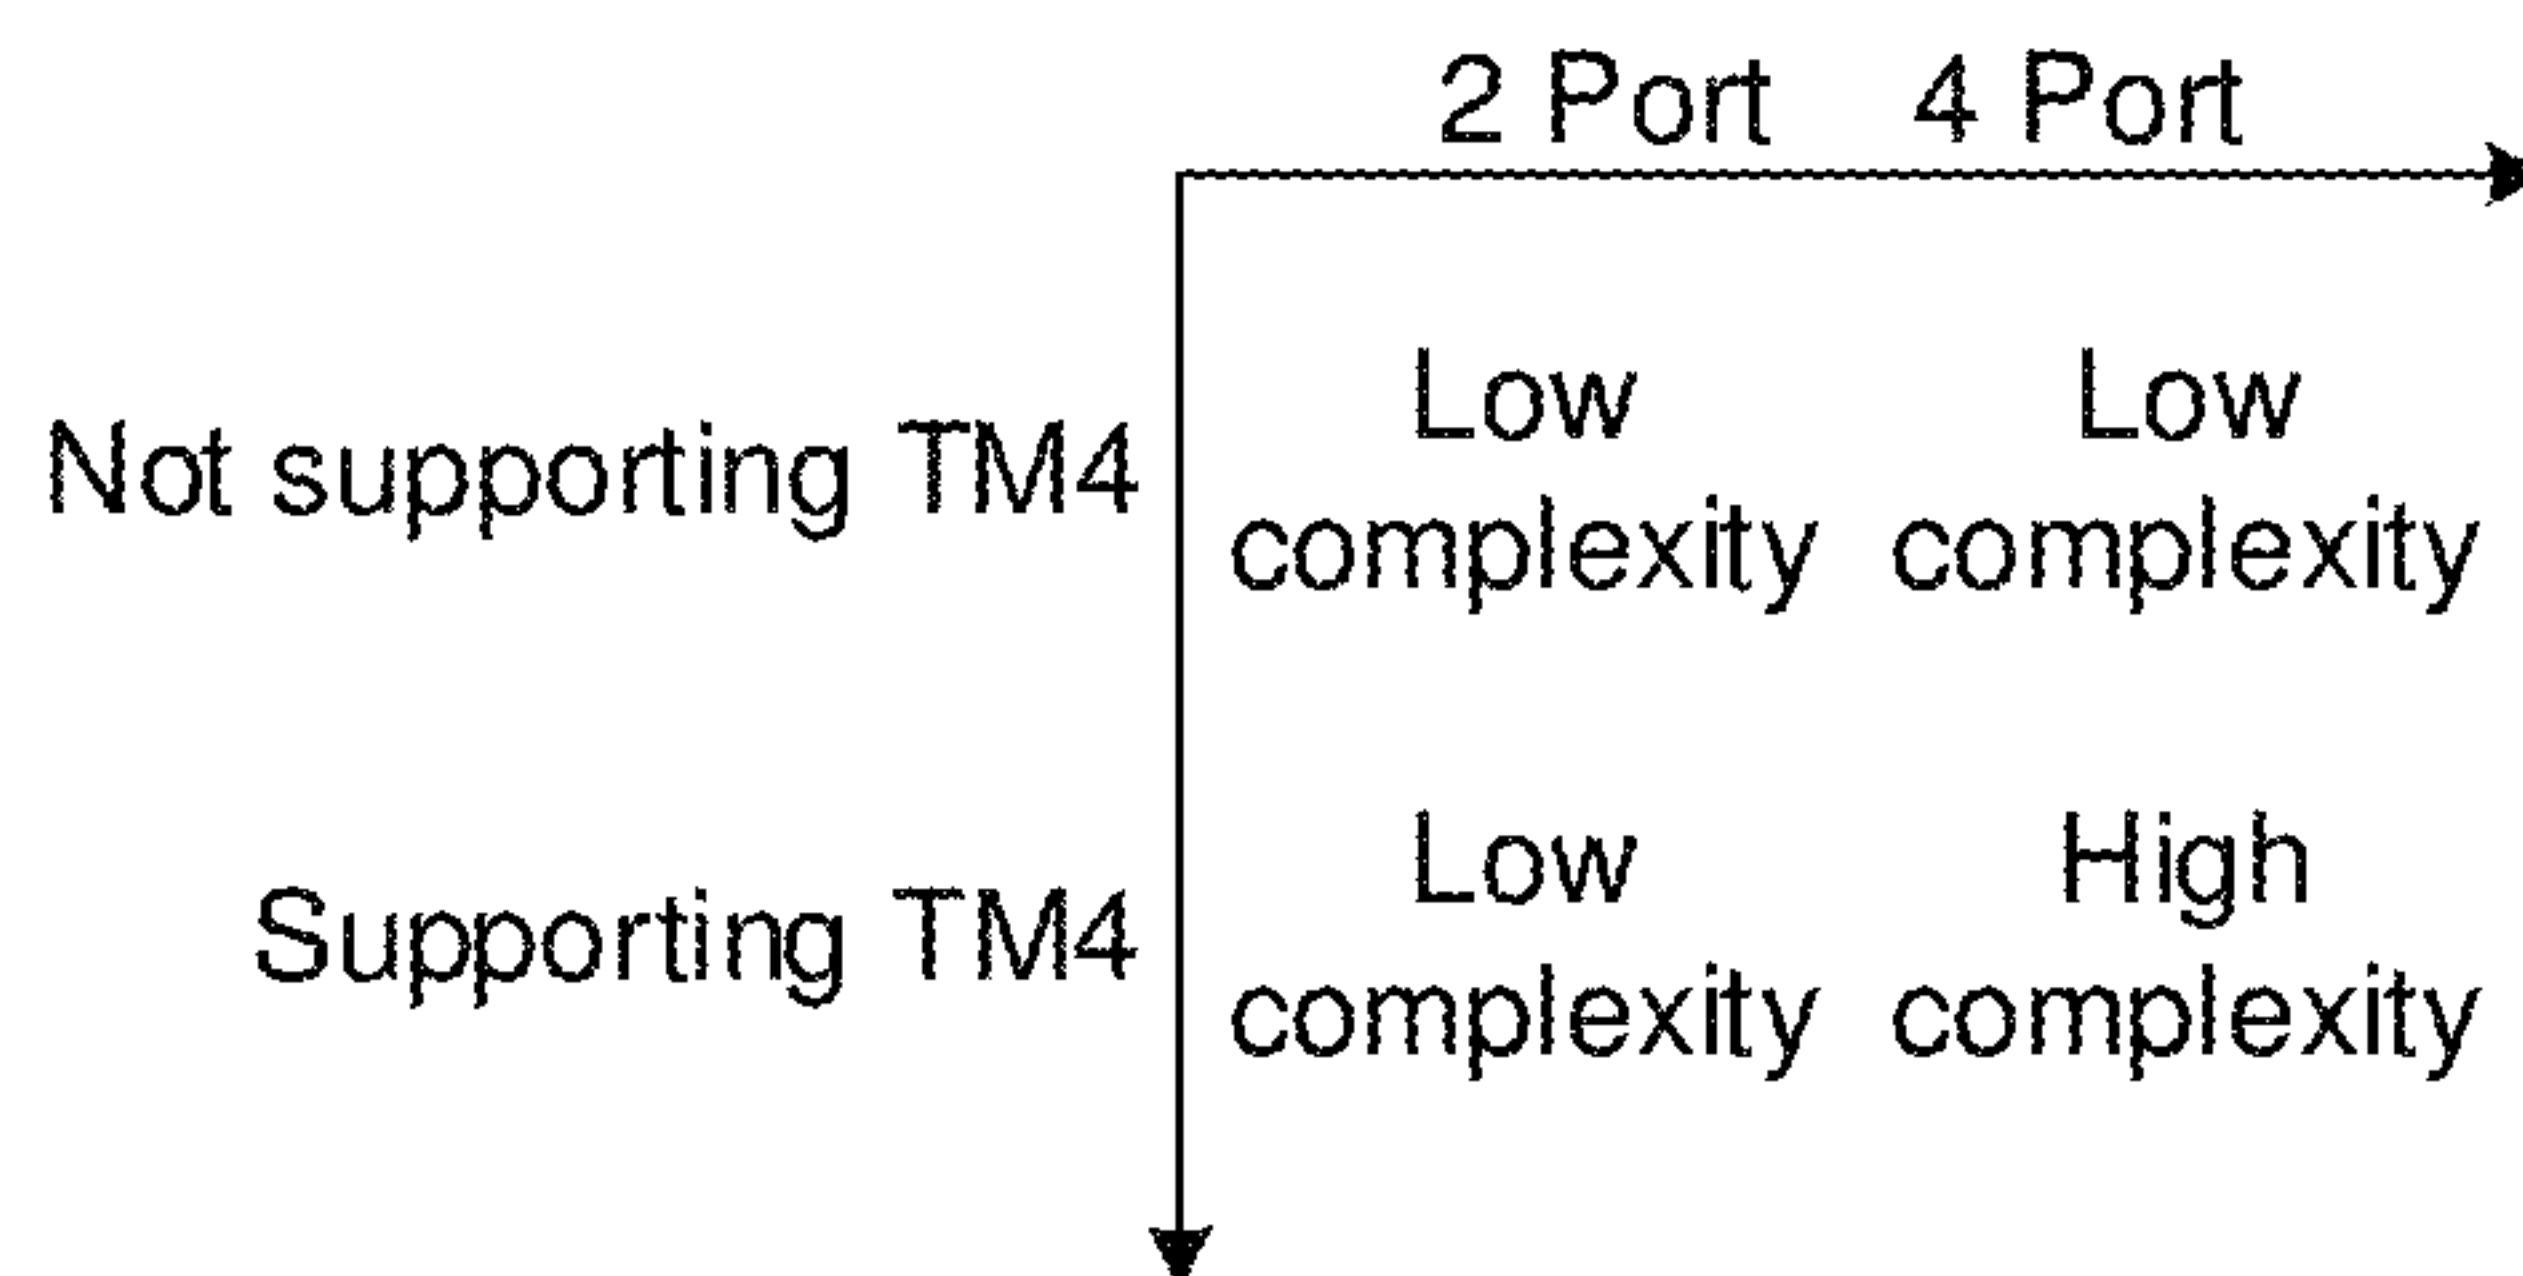 2 Port 4 Port
Not supporting TM4
Low
complexity
Low
complexity
Supporting TM4
Low
complexity
High
complexity